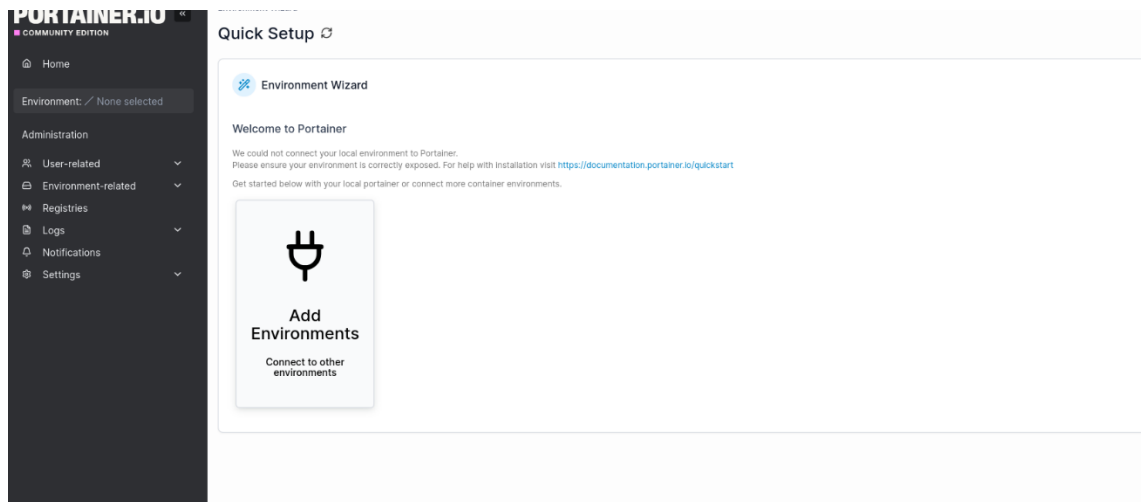 PORTAINER.IO
COMMUNITY EDITION
Home
Environment: None selected
Administration
User-related
Environment-related
Registries
Logs
Notifications
Settings
Quick Setup
Environment Wizard
Welcome to Portainer
We could not connect your local environment to Portainer.
Please ensure your environment is correctly exposed. For help with installation visit https://documentation.portainer.io/quickstart
Get started below with your local portainer or connect more container environments.
Add
Environments
Connect to other
environments